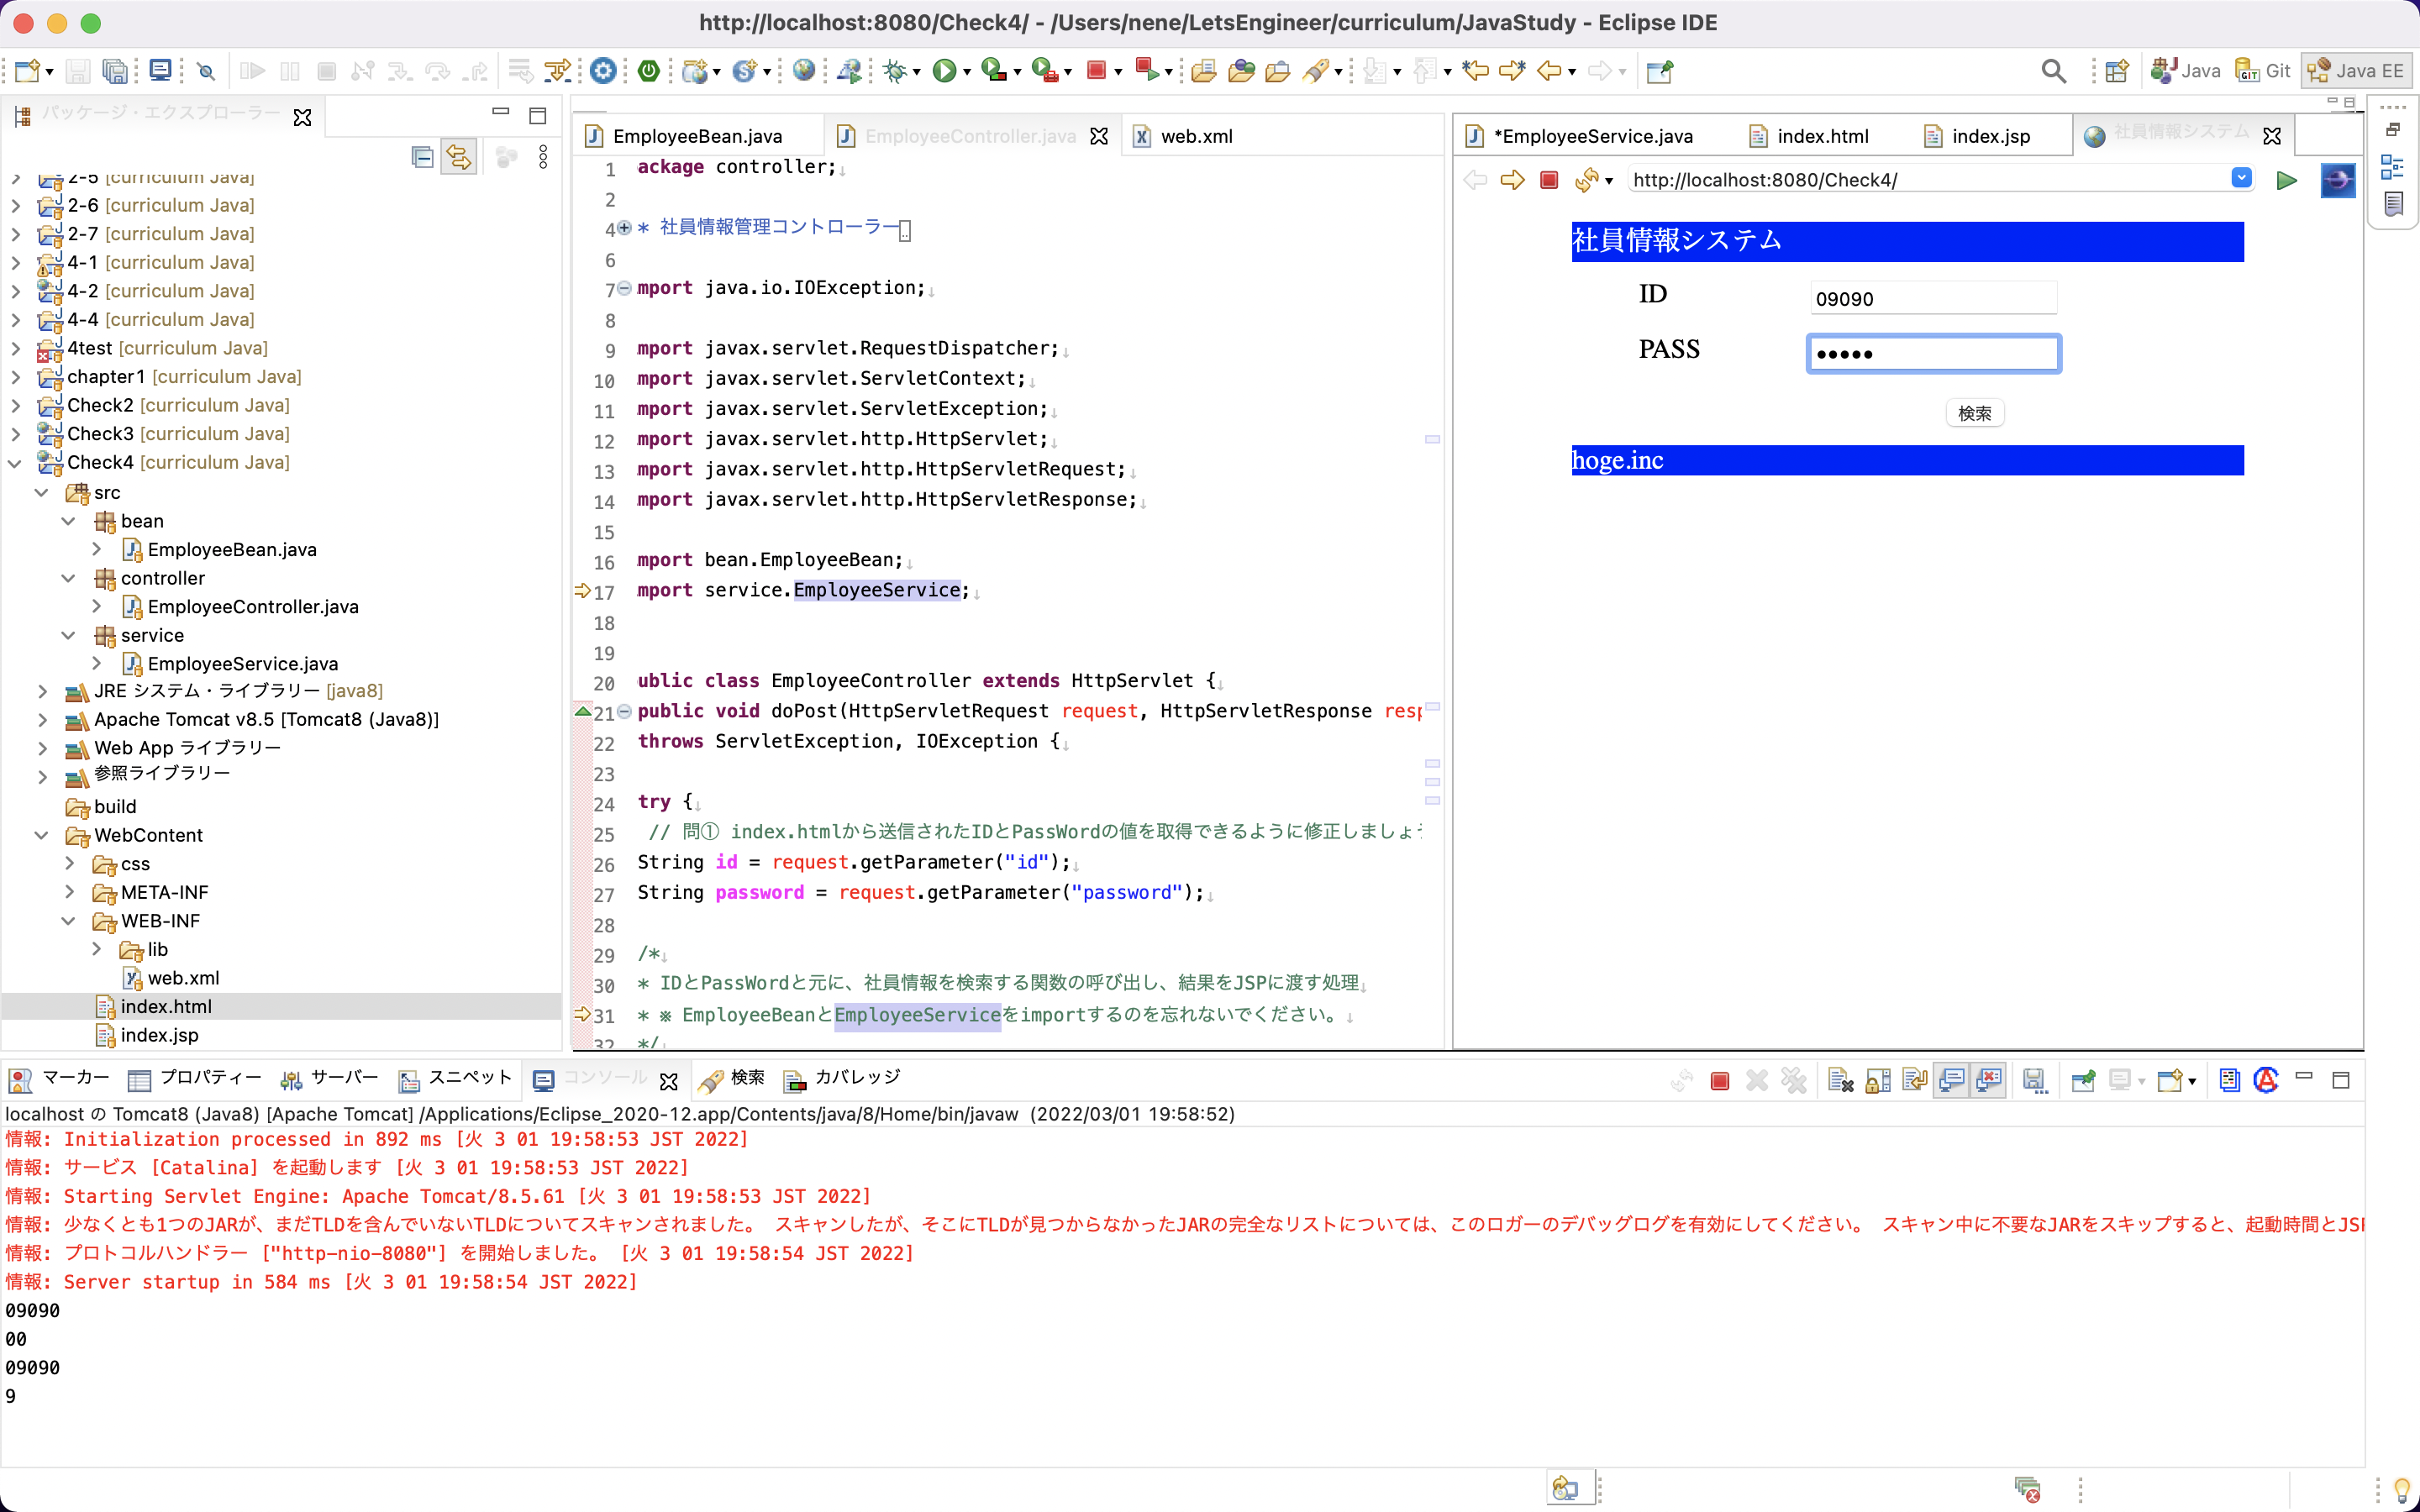 http://localhost:8080/Check4/ - /Users/nene/LetsEngineer/curriculum/JavaStudy - Eclipse IDE
Java
Git
Java EE
パッケージ・エクスプローラー
2-5 [curriculum Java]
2-6 [curriculum Java]
2-7 [curriculum Java]
4-1 [curriculum Java]
4-2 [curriculum Java]
4-4 [curriculum Java]
4test [curriculum Java]
chapter1 [curriculum Java]
Check2 [curriculum Java]
Check3 [curriculum Java]
Check4 [curriculum Java]
src
bean
EmployeeBean.java
controller
EmployeeController.java
service
EmployeeService.java
JRE システム・ライブラリー [java8]
Apache Tomcat v8.5 [Tomcat8 (Java8)]
Web App ライブラリー
参照ライブラリー
build
WebContent
css
META-INF
WEB-INF
lib
web.xml
index.html
index.jsp
EmployeeBean.java
EmployeeController.java
web.xml
1 ackage controller;↓
2
4 * 社員情報管理コントローラー
6
7 mport java.io.IOException;↓
8
9 mport javax.servlet.RequestDispatcher;↓
10 mport javax.servlet.ServletContext;↓
11 mport javax.servlet.ServletException;↓
12 mport javax.servlet.http.HttpServlet;↓
13 mport javax.servlet.http.HttpServletRequest;↓
14 mport javax.servlet.http.HttpServletResponse;↓
15
16 mport bean.EmployeeBean;↓
17 mport service.EmployeeService;↓
18
19
20 ublic class EmployeeController extends HttpServlet {↓
21 public void doPost(HttpServletRequest request, HttpServletResponse resp
22 throws ServletException, IOException {↓
23
24 try {↓
25 // 問① index.htmlから送信されたIDとPassWordの値を取得できるように修正しましょう
26 String id = request.getParameter("id");↓
27 String password = request.getParameter("password");↓
28
29 /*↓
30 * IDとPassWordと元に、社員情報を検索する関数の呼び出し、結果をJSPに渡す処理↓
31 * ※ EmployeeBeanとEmployeeServiceをimportするのを忘れないでください。↓
32 */↓
*EmployeeService.java
index.html
index.jsp
社員情報システム
http://localhost:8080/Check4/
社員情報システム
ID
09090
PASS
•••••
検索
hoge.inc
マーカー
プロパティー
サーバー
スニペット
コンソール
検索
カバレッジ
localhost の Tomcat8 (Java8) [Apache Tomcat] /Applications/Eclipse_2020-12.app/Contents/java/8/Home/bin/javaw (2022/03/01 19:58:52)
情報: Initialization processed in 892 ms [火 3 01 19:58:53 JST 2022]
情報: サービス [Catalina] を起動します [火 3 01 19:58:53 JST 2022]
情報: Starting Servlet Engine: Apache Tomcat/8.5.61 [火 3 01 19:58:53 JST 2022]
情報: 少なくとも1つのJARが、まだTLDを含んでいないTLDについてスキャンされました。 スキャンしたが、そこにTLDが見つからなかったJARの完全なリストについては、このロガーのデバッグログを有効にしてください。 スキャン中に不要なJARをスキップすると、起動時間とJSP
情報: プロトコルハンドラー ["http-nio-8080"] を開始しました。 [火 3 01 19:58:54 JST 2022]
情報: Server startup in 584 ms [火 3 01 19:58:54 JST 2022]
09090
00
09090
9